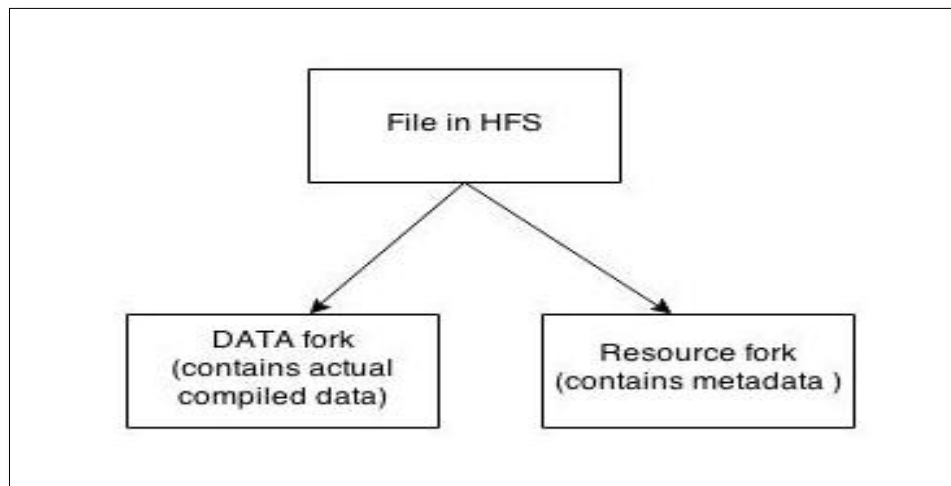 File in HFS
DATA fork
(contains actual
compiled data)
Resource fork
(contains metadata )